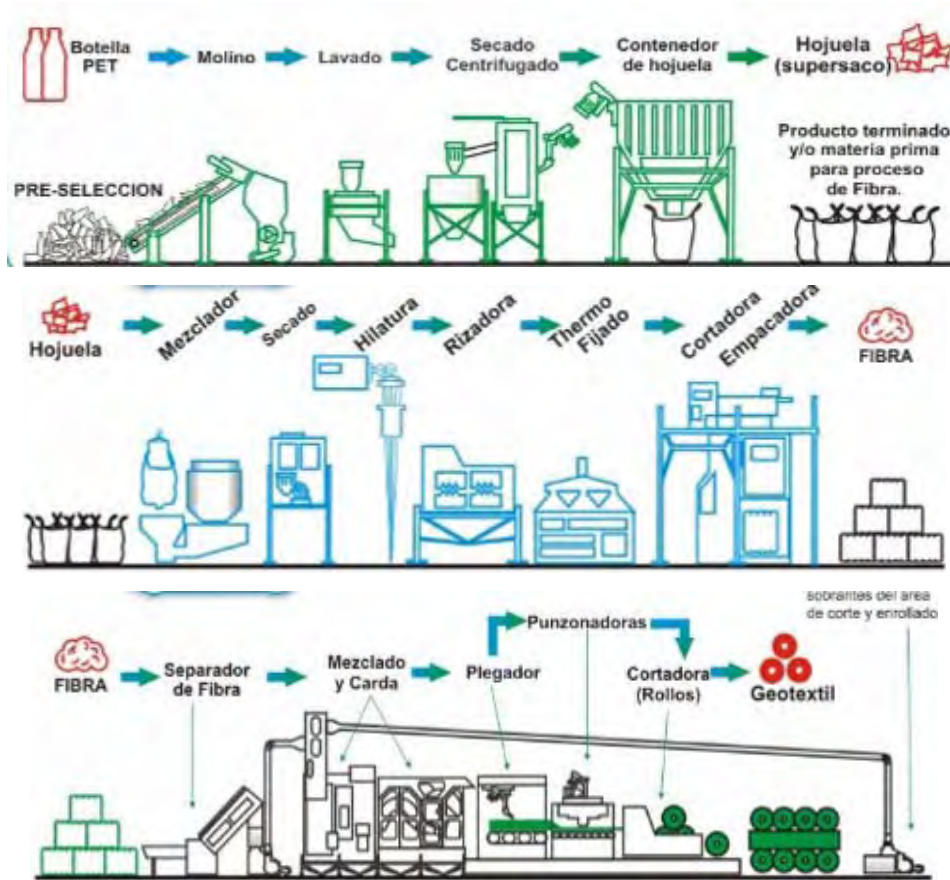 Botella
PET
Molino
Lavado
Secado
Centrifugado
Contenedor
de hojuela
Hojuela
(supersaco)
PRE-SELECCION
Producto terminado
y/o materia prima
para proceso
de Fibra.
Hojuela
Mezclador
Secado
Hilatura
Rizadora
Thermo
Fijado
Cortadora
Empacadora
FIBRA
sobrantes del área
de corte y enrollado
FIBRA
Separador
de Fibra
Mezclado
y Carda
Plegador
Punzonadoras
Cortadora
(Rollos)
Geotextil